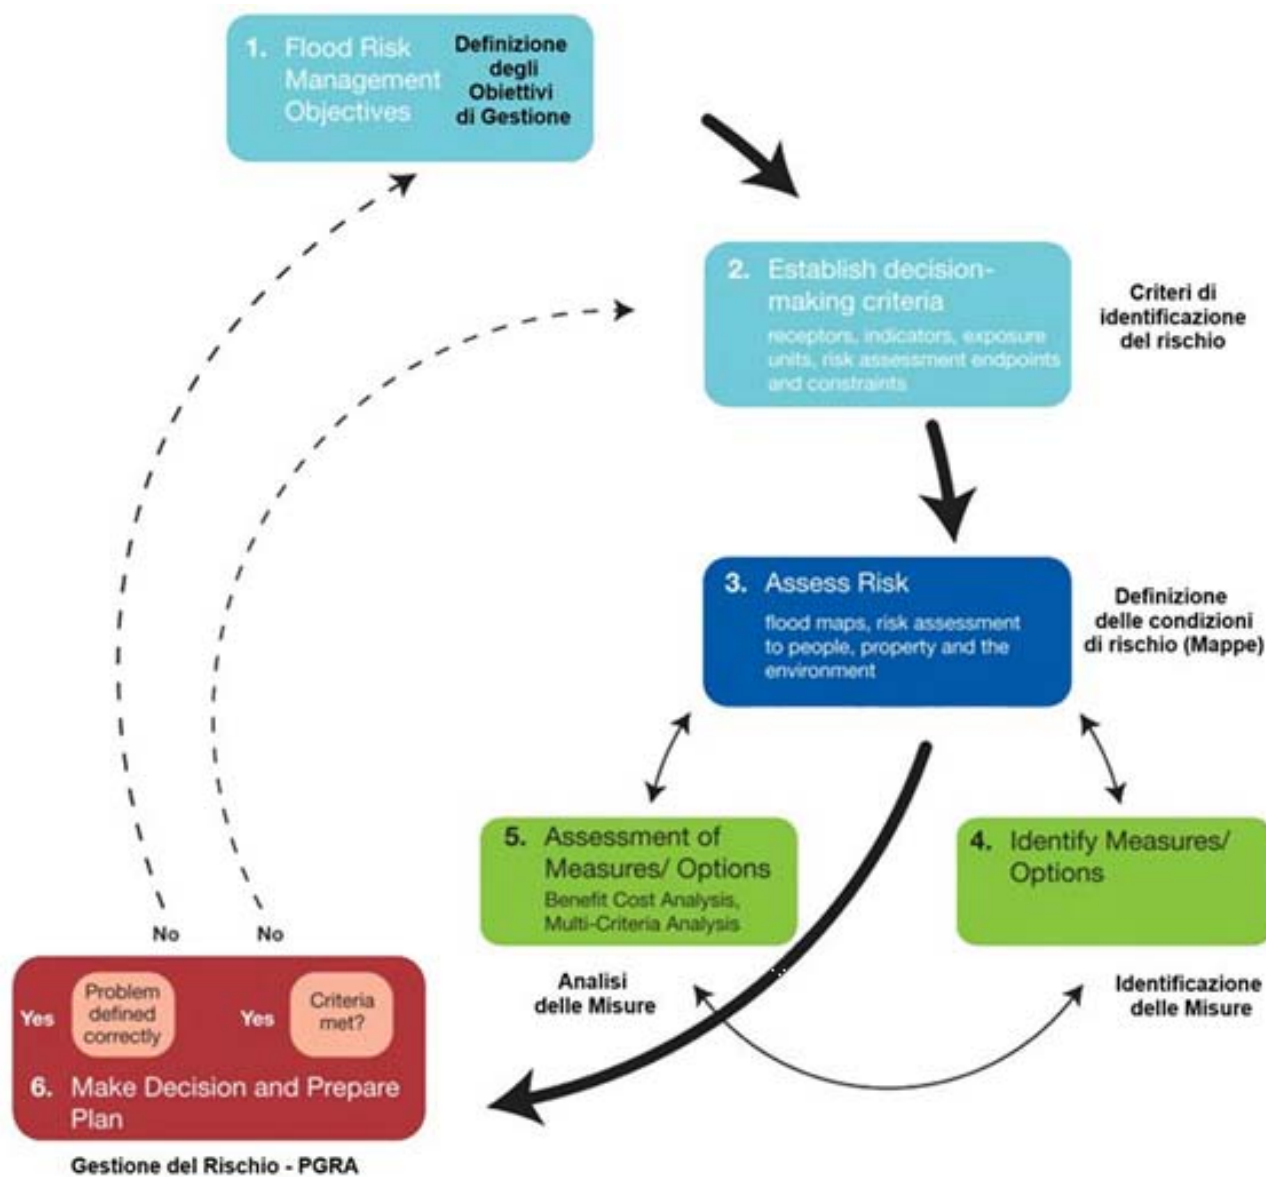 1. Flood Risk
Management
Objectives
Definizione
degli
Obiettivi
di Gestione
2. Establish decision-
making criteria
receptors, indicators, exposure
units, risk assessment endpoints
and constraints
Criteri di
identificazione
del rischio
3. Assess Risk
flood maps, risk assessment
to people, property and the
environment
Definizione
delle condizioni
di rischio (Mappe)
5. Assessment of
Measures/ Options
Benefit Cost Analysis,
Multi-Criteria Analysis
Analisi
delle Misure
4. Identify Measures/
Options
Identificazione
delle Misure
No
No
Yes
Problem
defined
correctly
Yes
Criteria
met?
6. Make Decision and Prepare
Plan
Gestione del Rischio - PGRA